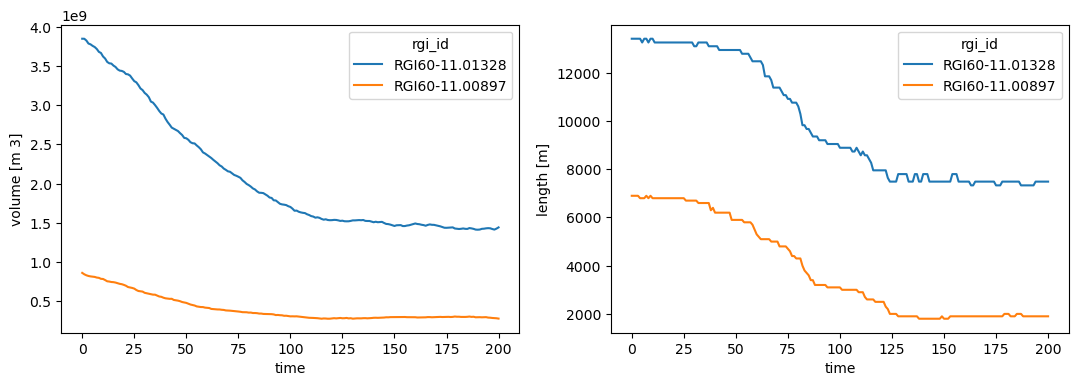 1e9
volume [m 3]
4.0
3.5
3.0
2.5
2.0
1.5
1.0
0.5
0 25 50 75 100 125 150 175 200
time
rgi_id
RGI60-11.01328
RGI60-11.00897
length [m]
12000
10000
8000
6000
4000
2000
0 25 50 75 100 125 150 175 200
time
rgi_id
RGI60-11.01328
RGI60-11.00897